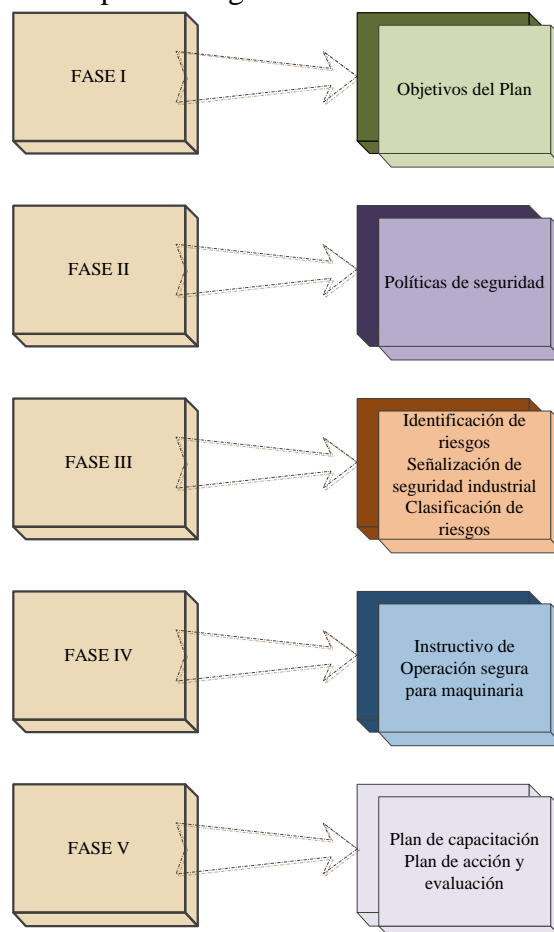 FASE I
Objetivos del Plan
FASE II
Políticas de seguridad
FASE III
Identificación de
riesgos
Señalización de
seguridad industrial
Clasificación de
riesgos
FASE IV
Instructivo de
Operación segura
para maquinaria
FASE V
Plan de capacitación
Plan de acción y
evaluación